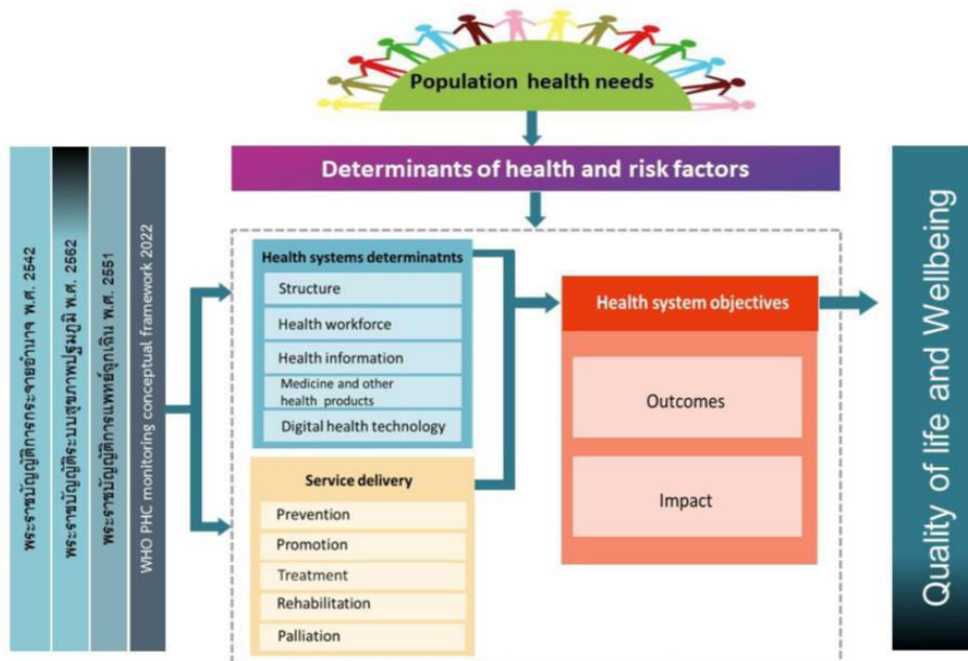 Population health needs
Determinants of health and risk factors
พระราชบัญญัติการกระจายอำนาจ พ.ศ. 2542
พระราชบัญญัติระบบสุขภาพปฐมภูมิ พ.ศ. 2562
พระราชบัญญัติการแพทย์ฉุกเฉิน พ.ศ. 2551
WHO PHC monitoring conceptual framework 2022
Health systems determinatnts
Structure
Health workforce
Health information
Medicine and other
health products
Digital health technology
Service delivery
Prevention
Promotion
Treatment
Rehabilitation
Palliation
Health system objectives
Outcomes
Impact
Quality of life and Wellbeing